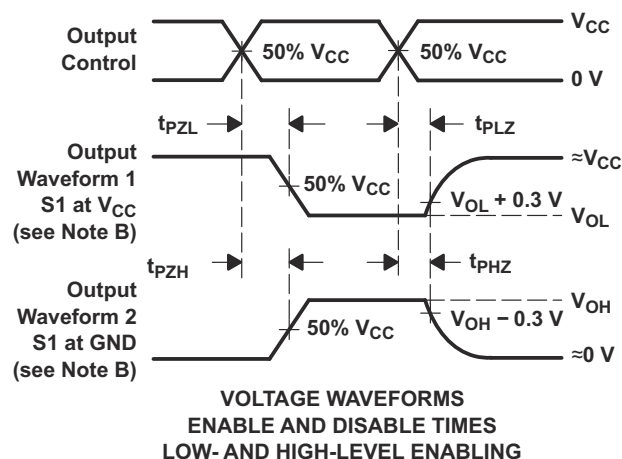 Output
Control
50% VCC
50% VCC
VCC
0 V
tPZL
tPLZ
Output
Waveform 1
S1 at VCC
(see Note B)
50% VCC
≈VCC
VOL + 0.3 V
VOL
tPZH
tPHZ
Output
Waveform 2
S1 at GND
(see Note B)
50% VCC
VOH
VOH − 0.3 V
≈0 V
VOLTAGE WAVEFORMS
ENABLE AND DISABLE TIMES
LOW- AND HIGH-LEVEL ENABLING